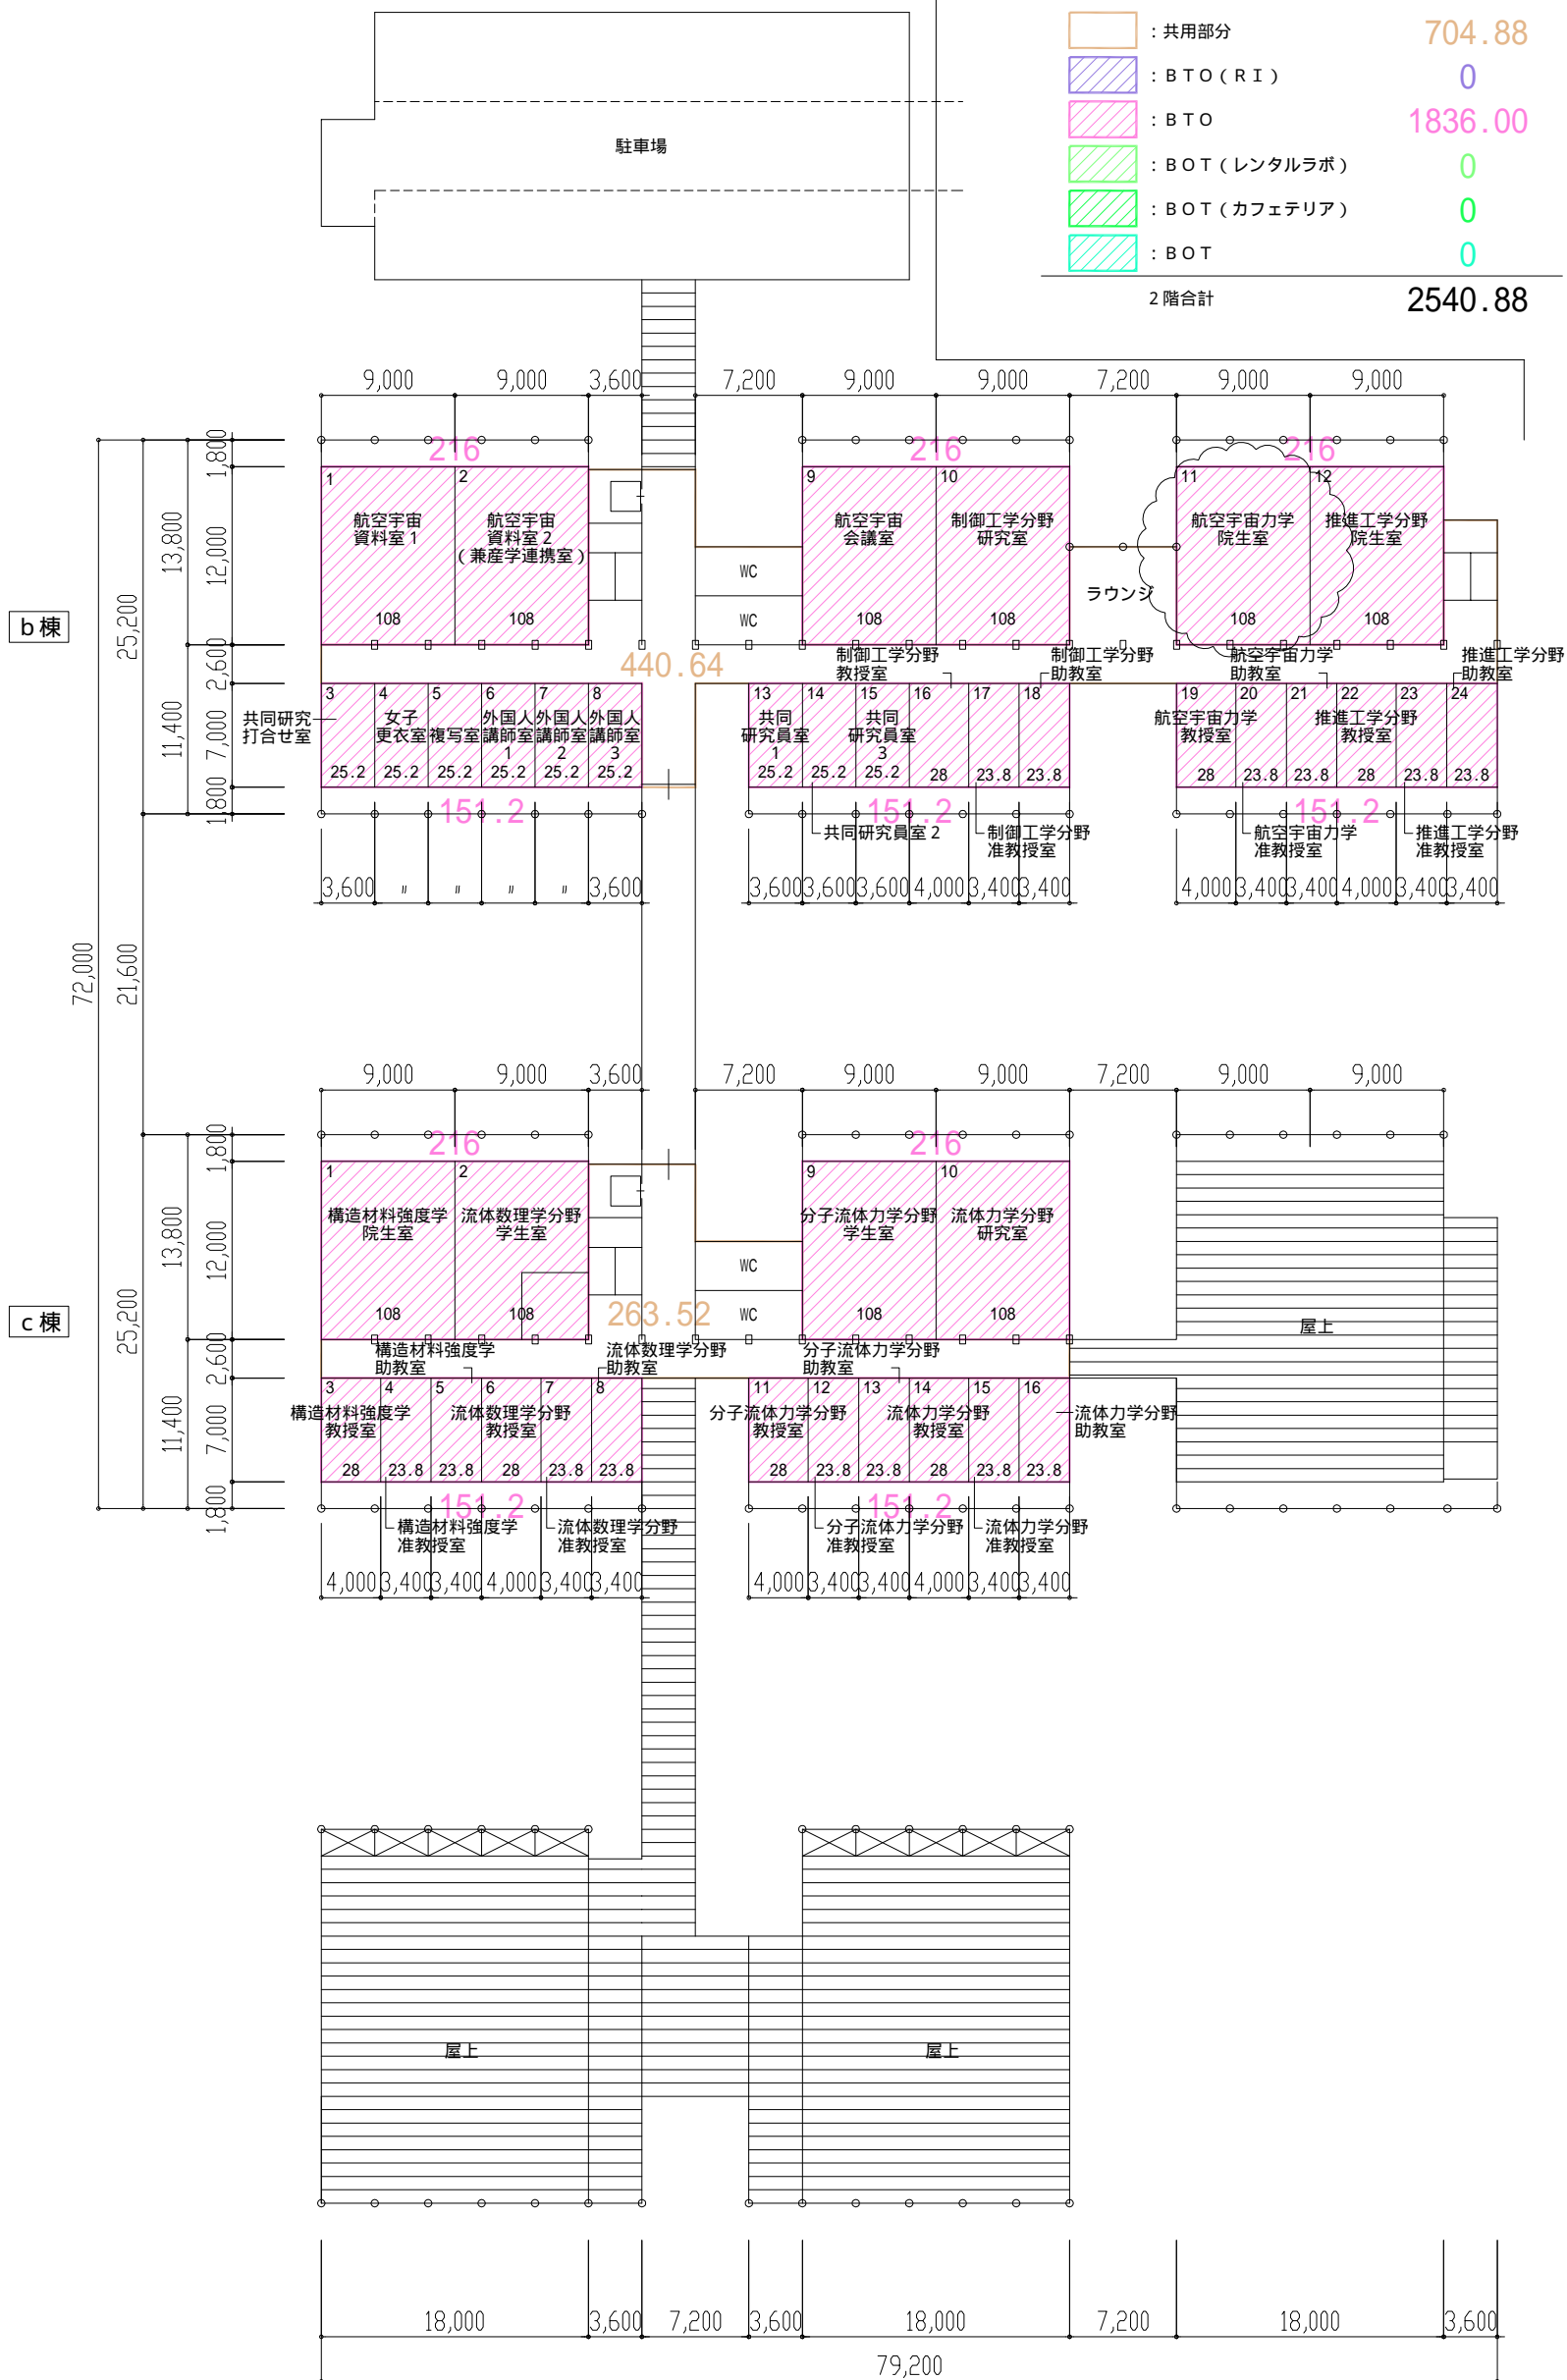 ：共用部分 704.88
：ＢＴＯ（ＲＩ） 0
：ＢＴＯ 1836.00
：ＢＯＴ（レンタルラボ） 0
：ＢＯＴ（カフェテリア） 0
：ＢＯＴ 0
２階合計 2540.88
駐車場
9,000 9,000 3,600 7,200 9,000 9,000 7,200 9,000 9,000
216 216 216
1 2 9 10 11 12
航空宇宙
資料室１
航空宇宙
資料室２
（兼産学連携室）
航空宇宙
会議室
制御工学分野
研究室
航空宇宙力学
院生室
推進工学分野
院生室
WC
WC
ラウンジ
108 108 108 108 108 108
ｂ棟
440.64
制御工学分野
教授室
制御工学分野
助教室
航空宇宙力学
助教室
推進工学分野
助教室
3 4 5 6 7 8 13 14 15 16 17 18 19 20 21 22 23 24
共同研究
打合せ室
女子
更衣室
複写室
外国人
講師室
1
外国人
講師室
2
外国人
講師室
3
共同
研究員室
1
共同
研究員室
3
航空宇宙力学
教授室
推進工学分野
教授室
25.2 25.2 25.2 25.2 25.2 25.2 25.2 25.2 25.2 28 23.8 23.8 28 23.8 23.8 28 23.8 23.8
151.2 151.2 151.2
共同研究員室２
制御工学分野
准教授室
航空宇宙力学
准教授室
推進工学分野
准教授室
3,600 〃 〃 〃 〃 3,600 3,600 3,600 3,600 4,000 3,400 3,400 4,000 3,400 3,400 4,000 3,400 3,400
1,800
12,000
13,800
2,600
25,200
7,000
11,400
1,800
21,600
72,000
9,000 9,000 3,600 7,200 9,000 9,000 7,200 9,000 9,000
216 216
1 2 9 10
構造材料強度学
院生室
流体数理学分野
学生室
分子流体力学分野
学生室
流体力学分野
研究室
WC
WC
108 108 108 108
ｃ棟
263.52
屋上
構造材料強度学
助教室
流体数理学分野
助教室
分子流体力学分野
助教室
3 4 5 6 7 8 11 12 13 14 15 16
構造材料強度学
教授室
流体数理学分野
教授室
分子流体力学分野
教授室
流体力学分野
教授室
流体力学分野
助教室
28 23.8 23.8 28 23.8 23.8 28 23.8 23.8 28 23.8 23.8
151.2 151.2
構造材料強度学
准教授室
流体数理学分野
准教授室
分子流体力学分野
准教授室
流体力学分野
准教授室
4,000 3,400 3,400 4,000 3,400 3,400 4,000 3,400 3,400 4,000 3,400 3,400
1,800
12,000
13,800
2,600
25,200
7,000
11,400
1,800
屋上 屋上
18,000 3,600 7,200 3,600 18,000 7,200 18,000 3,600
79,200